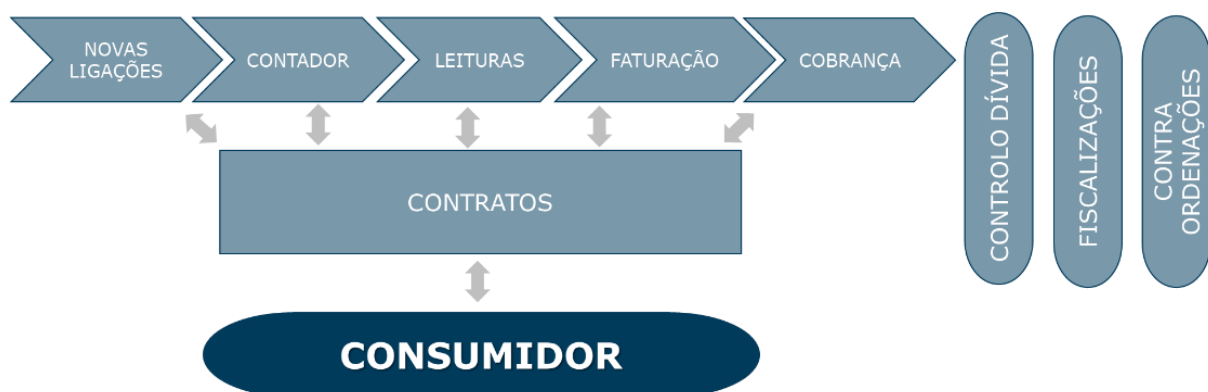 NOVAS
LIGAÇÕES
CONTADOR
LEITURAS
FATURAÇÃO
COBRANÇA
CONTRATOS
CONSUMIDOR
CONTROLO DÍVIDA
FISCALIZAÇÕES
CONTRA
ORDENAÇÕES